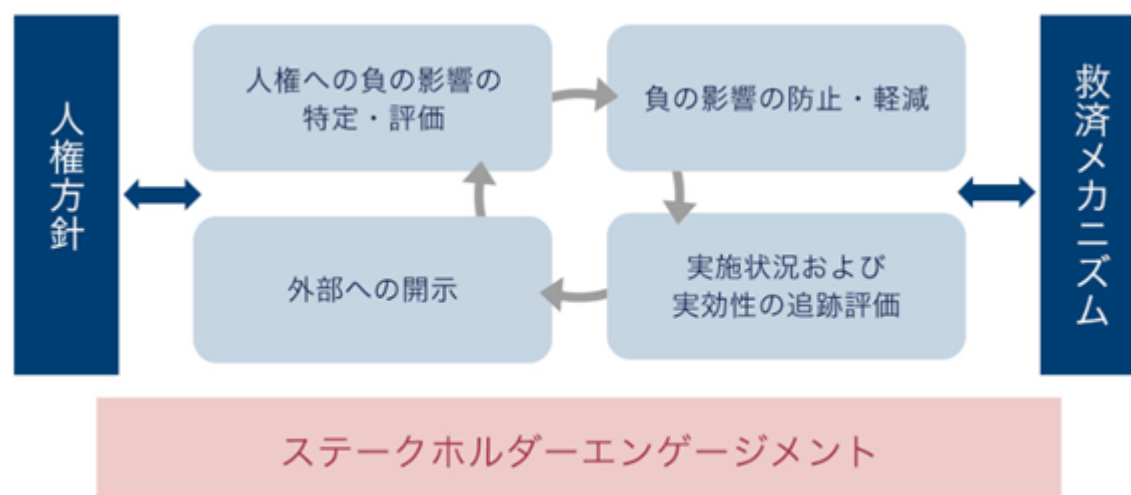 人権方針
人権への負の影響の
特定・評価
負の影響の防止・軽減
外部への開示
実施状況および
実効性の追跡評価
救済メカニズム
ステークホルダーエンゲージメント